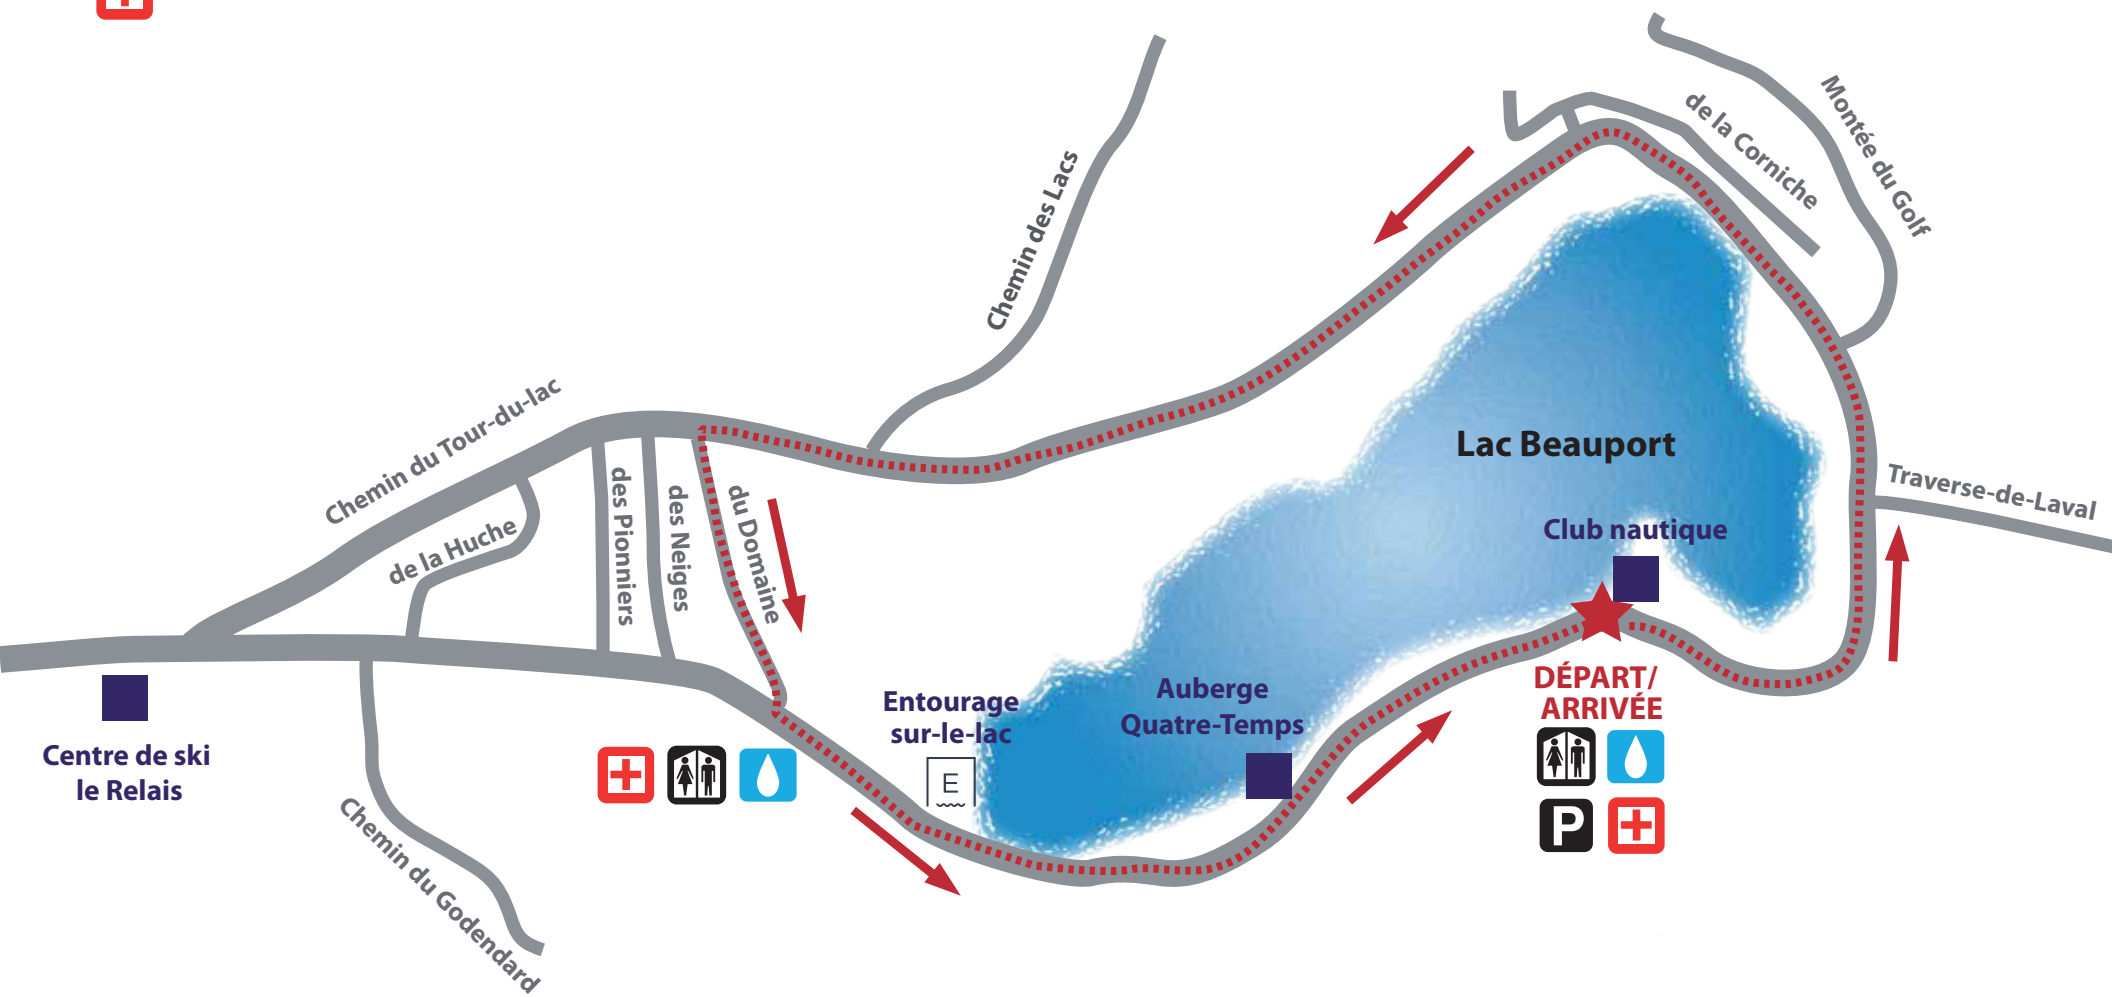 de la Corniche
Montée du Golf
Chemin des Lacs
Chemin du Tour-du-lac
Lac Beauport
Traverse-de-Laval
de la Huche
des Pionniers
des Neiges
du Domaine
Club nautique
DÉPART/
ARRIVÉE
Entourage
sur-le-lac
E
Auberge
Quatre-Temps
Centre de ski
le Relais
P
Chemin du Godendard